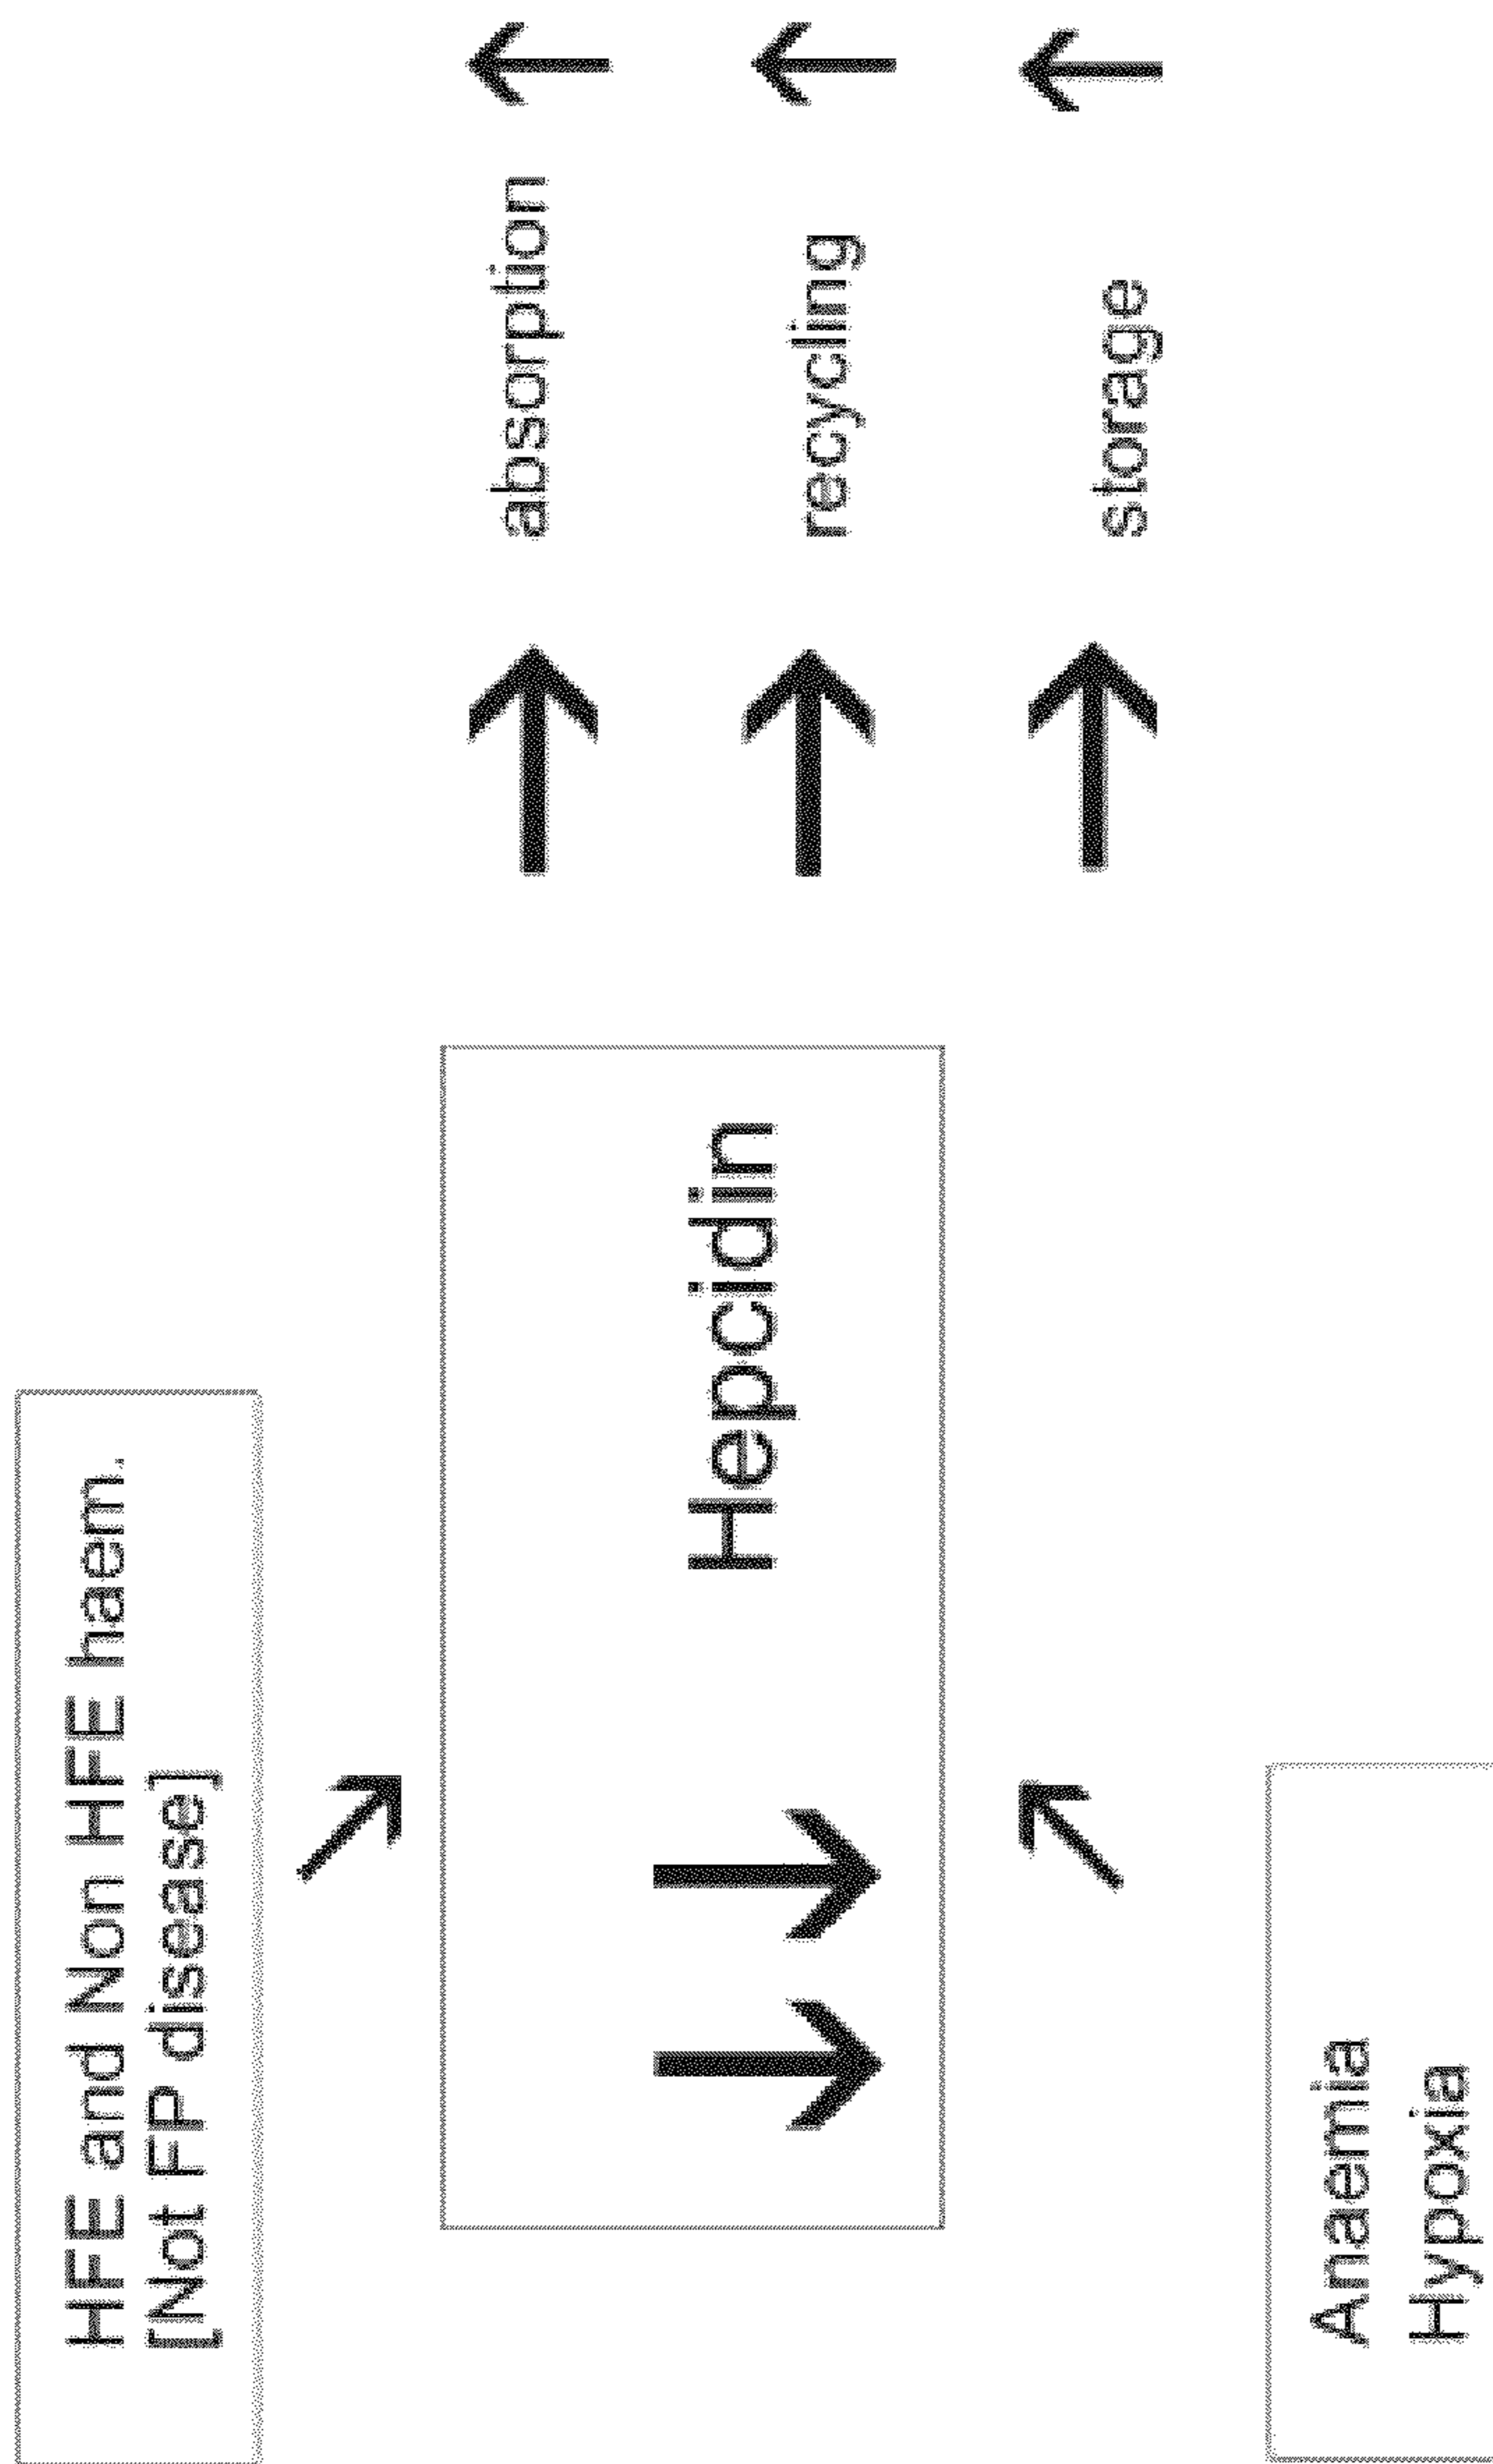 HFE and Non HFE haem.
[Not FP disease]
Hepcidin
absorption
recycling
storage
Anaemia
Hypoxia